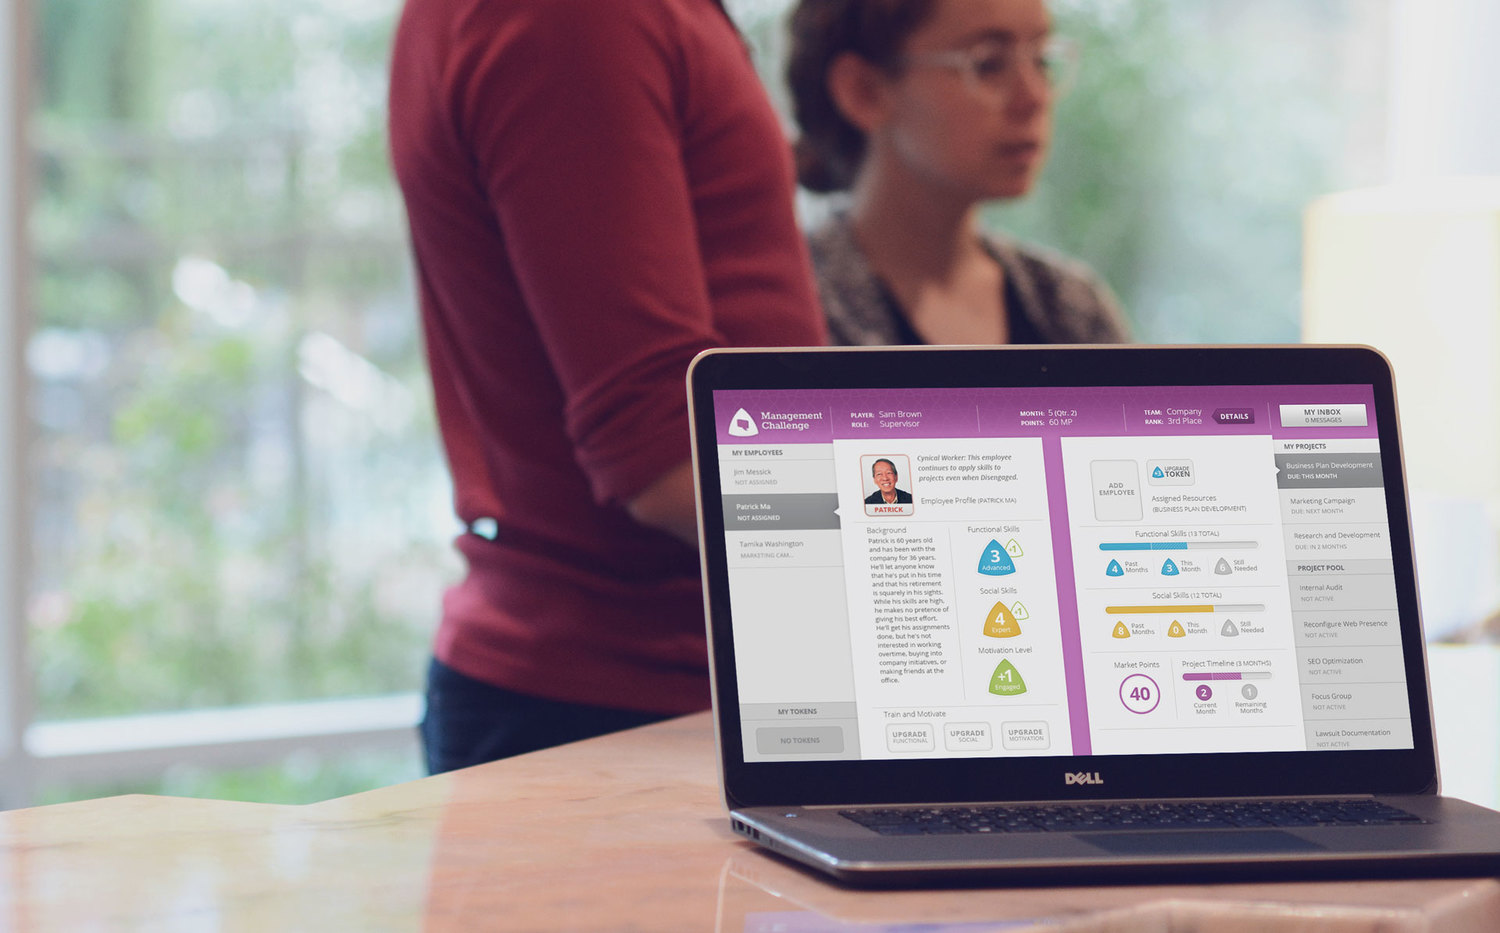 Management
Challenge
PLAYER: Sam Brown
ROLE: Supervisor
MONTH: 5 (Qtr. 2)
POINTS: 60 MP
TEAM: Company
RANK: 3rd Place
DETAILS
MY INBOX
0 MESSAGES
MY EMPLOYEES
Jim Messick
NOT ASSIGNED
Patrick Ma
NOT ASSIGNED
Tamika Washington
MARKETING CAM...
MY TOKENS
NO TOKENS
PATRICK
Cynical Worker: This employee
continues to apply skills to
projects even when Disengaged.
Employee Profile (PATRICK MA)
Background
Patrick is 60 years old
and has been with the
company for 36 years.
He'll let anyone know
that he's put in his time
and that his retirement
is squarely in his sights.
While his skills are high,
he makes no pretence of
giving his best effort.
He'll get his assignments
done, but he's not
interested in working
overtime, buying into
company initiatives, or
making friends at the
office.
Functional Skills
3
+1
Advanced
Social Skills
4
+1
Expert
Motivation Level
+1
Engaged
Train and Motivate
UPGRADE
FUNCTIONAL
UPGRADE
SOCIAL
UPGRADE
MOTIVATION
ADD
EMPLOYEE
+3 UPGRADE
TOKEN
Assigned Resources
(BUSINESS PLAN DEVELOPMENT)
Functional Skills (13 TOTAL)
4 Past
Months
3 This
Month
6 Still
Needed
Social Skills (12 TOTAL)
8 Past
Months
0 This
Month
4 Still
Needed
Market Points
40
Project Timeline (3 MONTHS)
2
Current
Month
1
Remaining
Months
MY PROJECTS
Business Plan Development
DUE: THIS MONTH
Marketing Campaign
DUE: NEXT MONTH
Research and Development
DUE: IN 2 MONTHS
PROJECT POOL
Internal Audit
NOT ACTIVE
Reconfigure Web Presence
NOT ACTIVE
SEO Optimization
NOT ACTIVE
Focus Group
NOT ACTIVE
Lawsuit Documentation
NOT ACTIVE
DELL